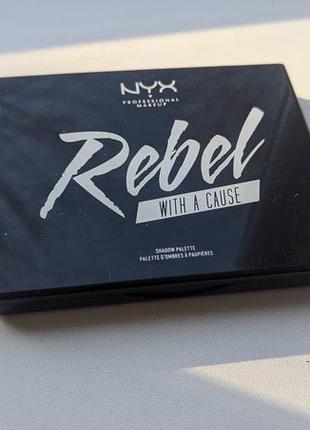 NYX
PROFESSIONAL
MAKEUP
Rebel
WITH A CAUSE
SHADOW PALETTE
PALETTE D'OMBRES À PAUPIÈRES